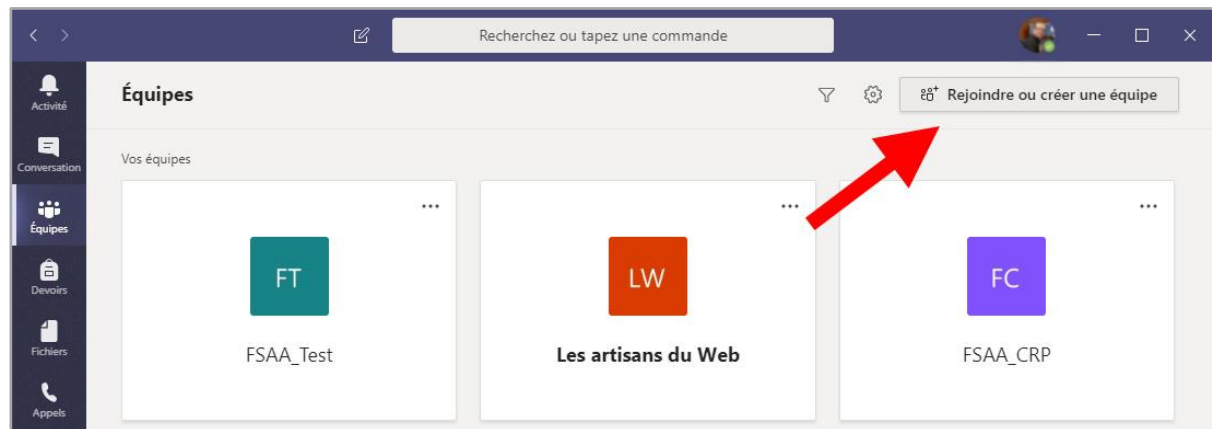 Recherchez ou tapez une commande
Activité
Conversation
Équipes
Devoirs
Fichiers
Appels
Équipes
Rejoindre ou créer une équipe
Vos équipes
FT
FSAA_Test
LW
Les artisans du Web
FC
FSAA_CRP